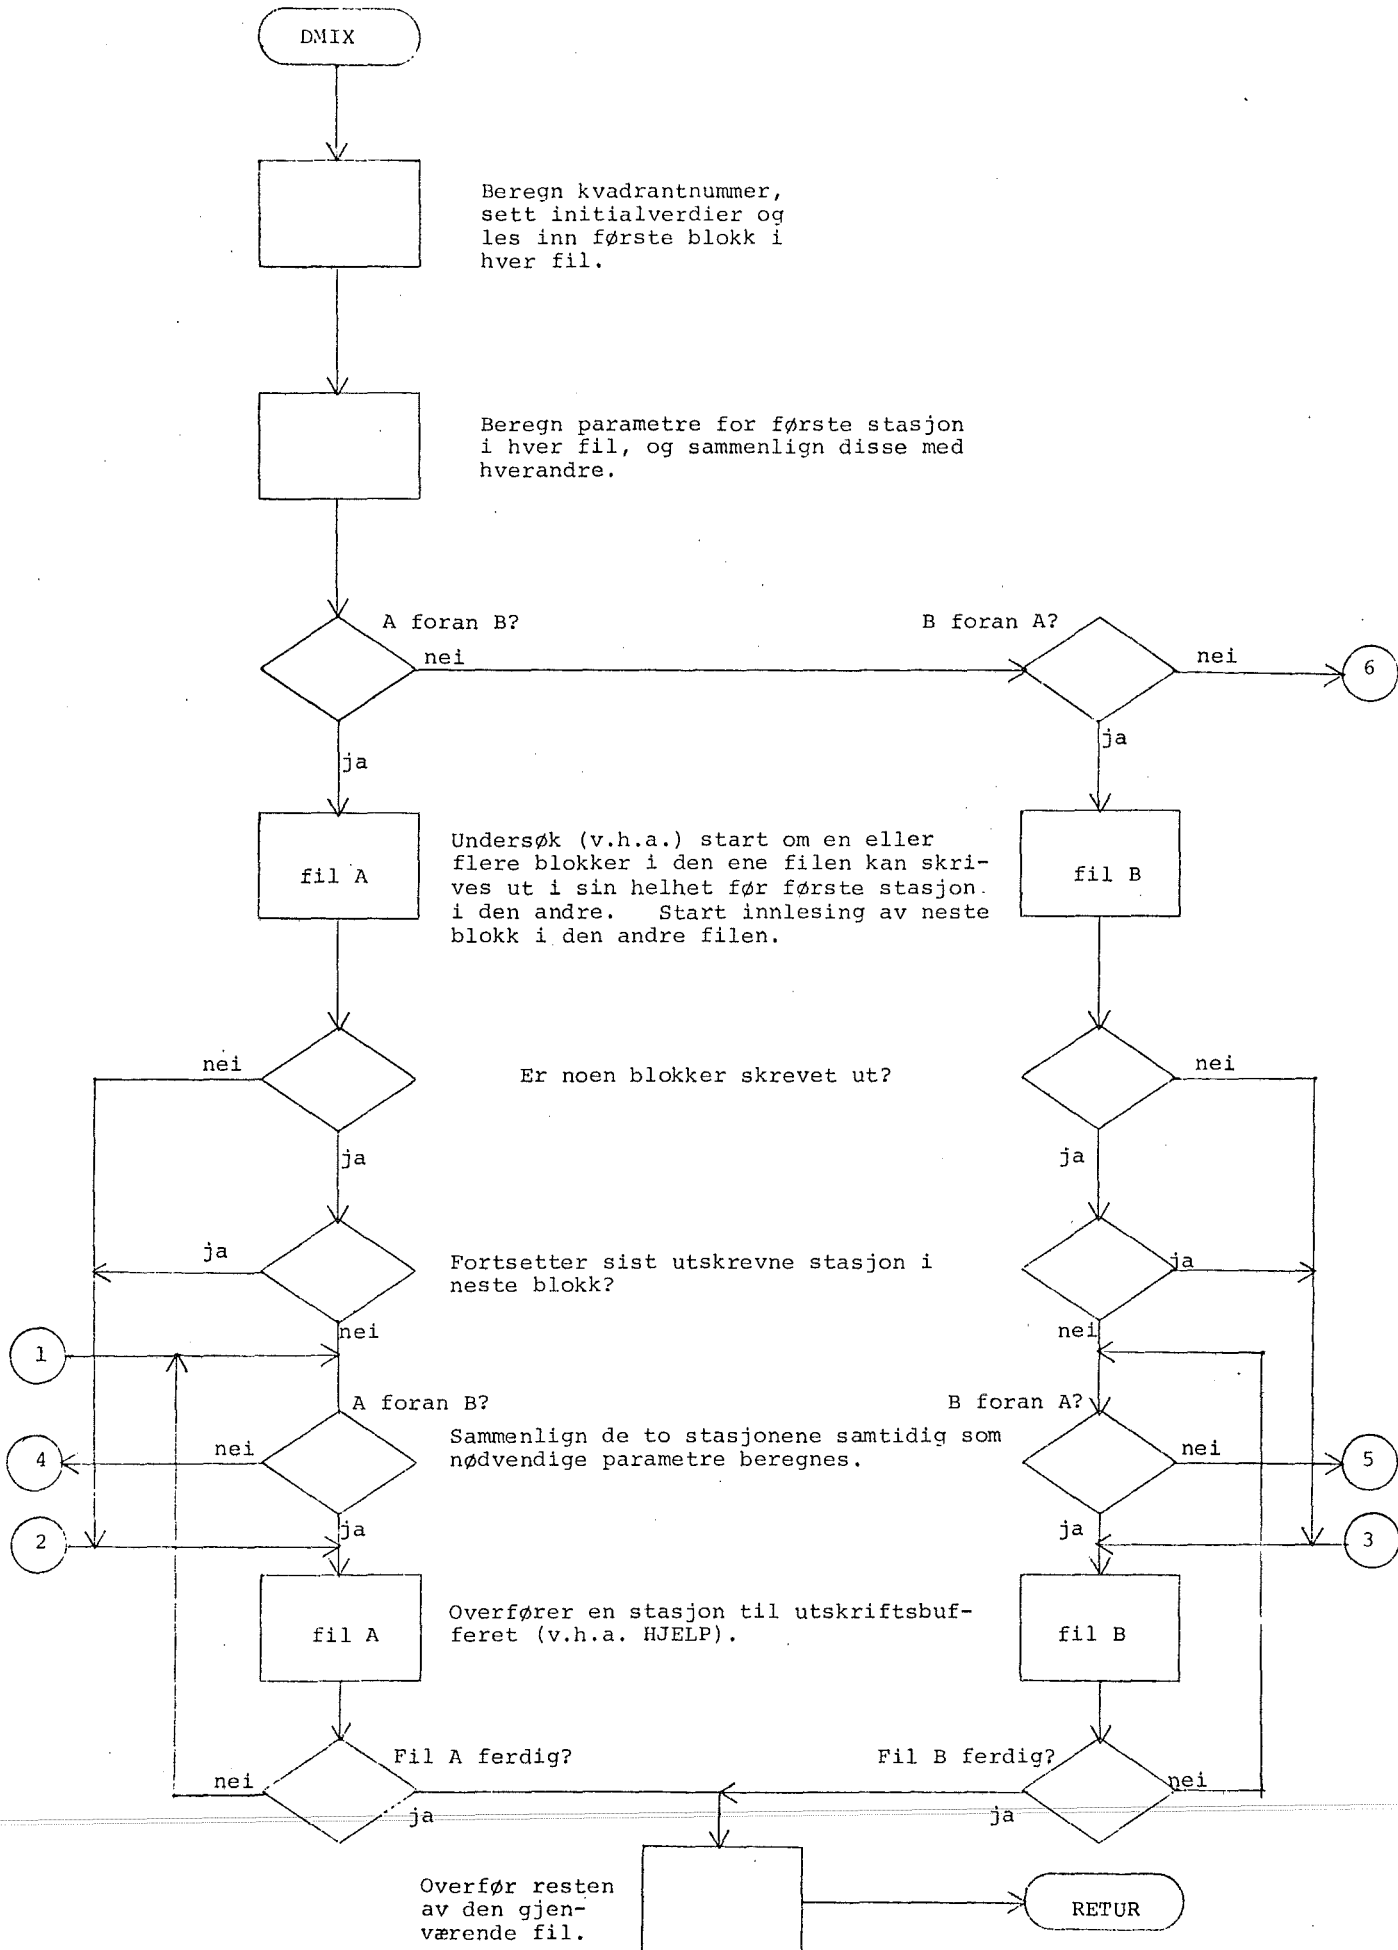 DMIX
Beregn kvadrantnummer,
sett initialverdier og
les inn første blokk i
hver fil.
Beregn parametre for første stasjon
i hver fil, og sammenlign disse med
hverandre.
A foran B?
B foran A?
nei
nei
6
ja
ja
fil A
Undersøk (v.h.a.) start om en eller
flere blokker i den ene filen kan skri-
ves ut i sin helhet før første stasjon
i den andre. Start innlesing av neste
blokk i den andre filen.
fil B
nei
Er noen blokker skrevet ut?
nei
ja
ja
ja
Fortsetter sist utskrevne stasjon i
neste blokk?
ja
nei
nei
1
A foran B?
B foran A?
4
nei
Sammenlign de to stasjonene samtidig som
nødvendige parametre beregnes.
nei
5
ja
ja
2
3
fil A
Overfører en stasjon til utskriftsbuf-
feret (v.h.a. HJELP).
fil B
Fil A ferdig?
Fil B ferdig?
nei
nei
ja
ja
Overfør resten
av den gjen-
værende fil.
RETUR